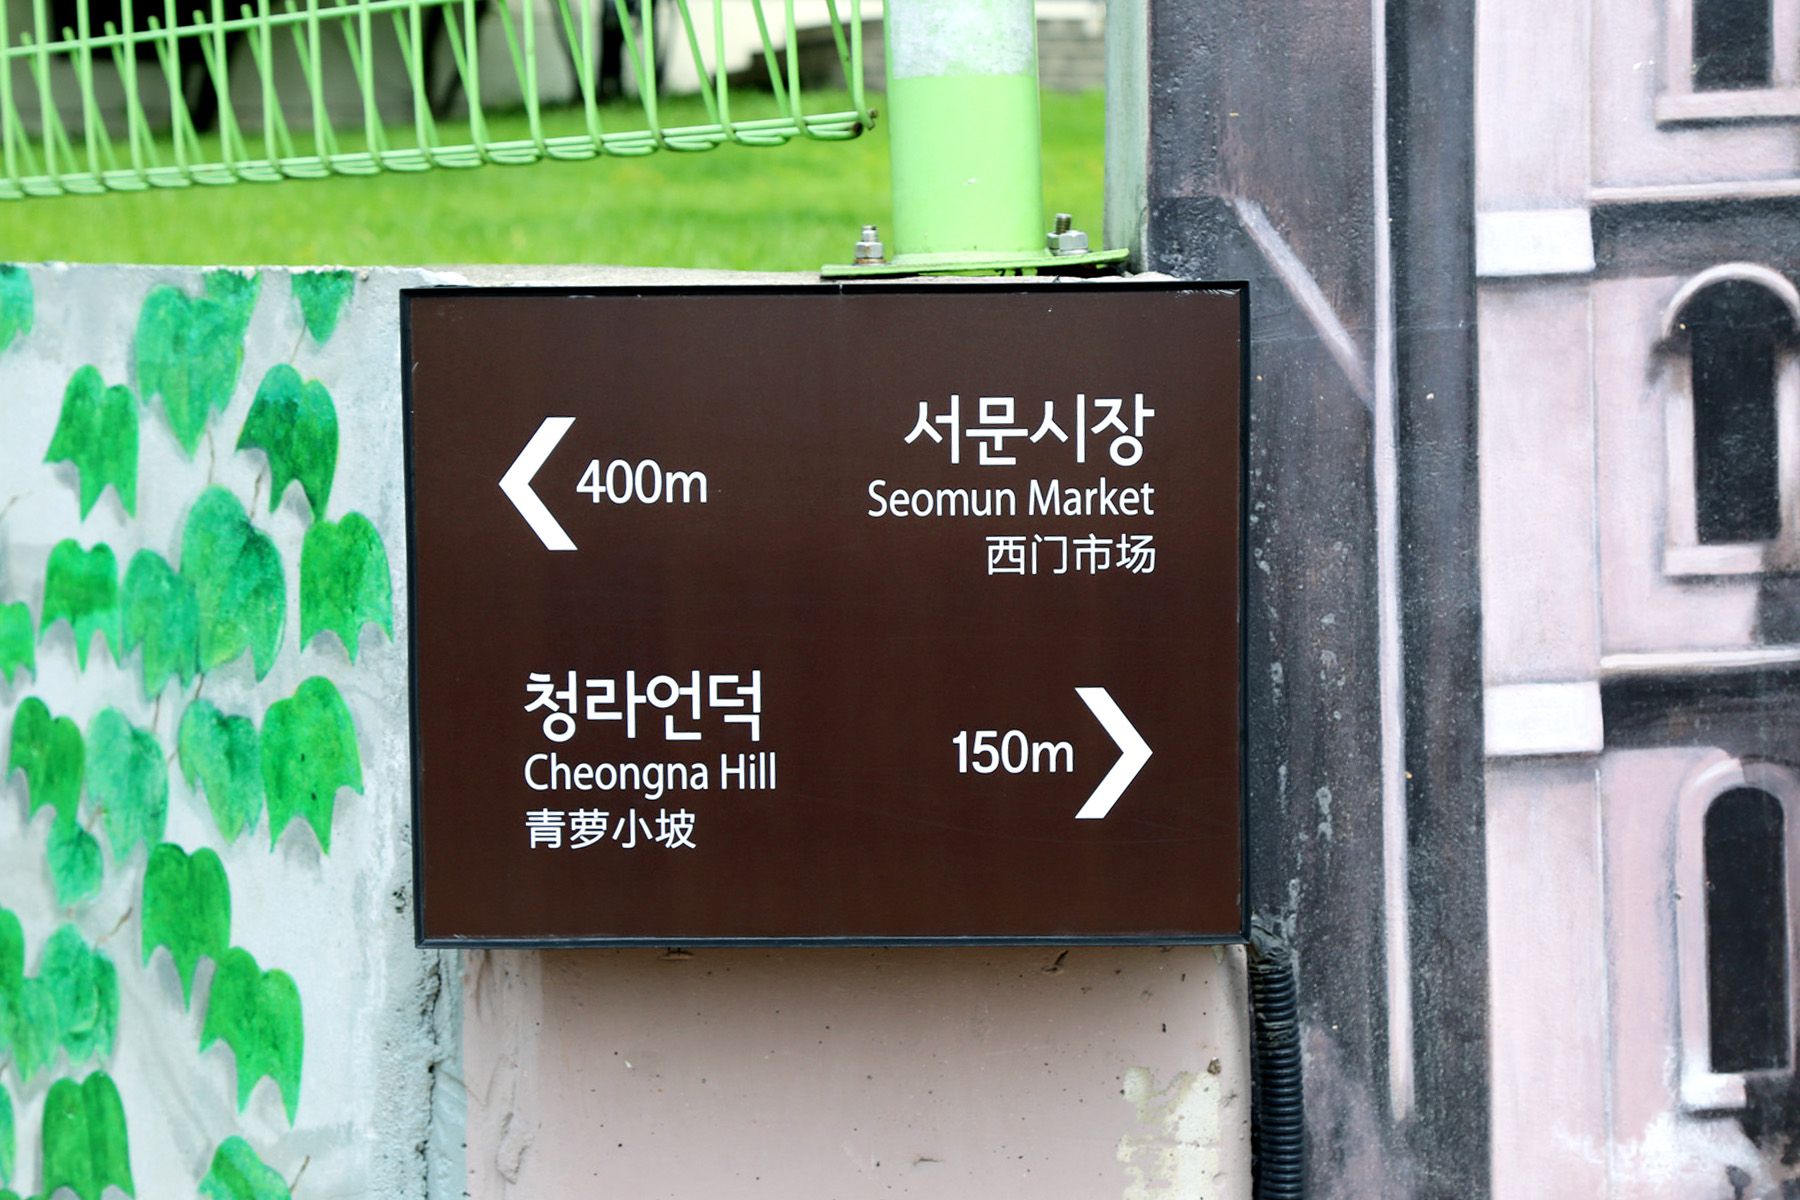 400m
서문시장
Seomun Market
西门市场
청라언덕
Cheongna Hill
青萝小坡
150m